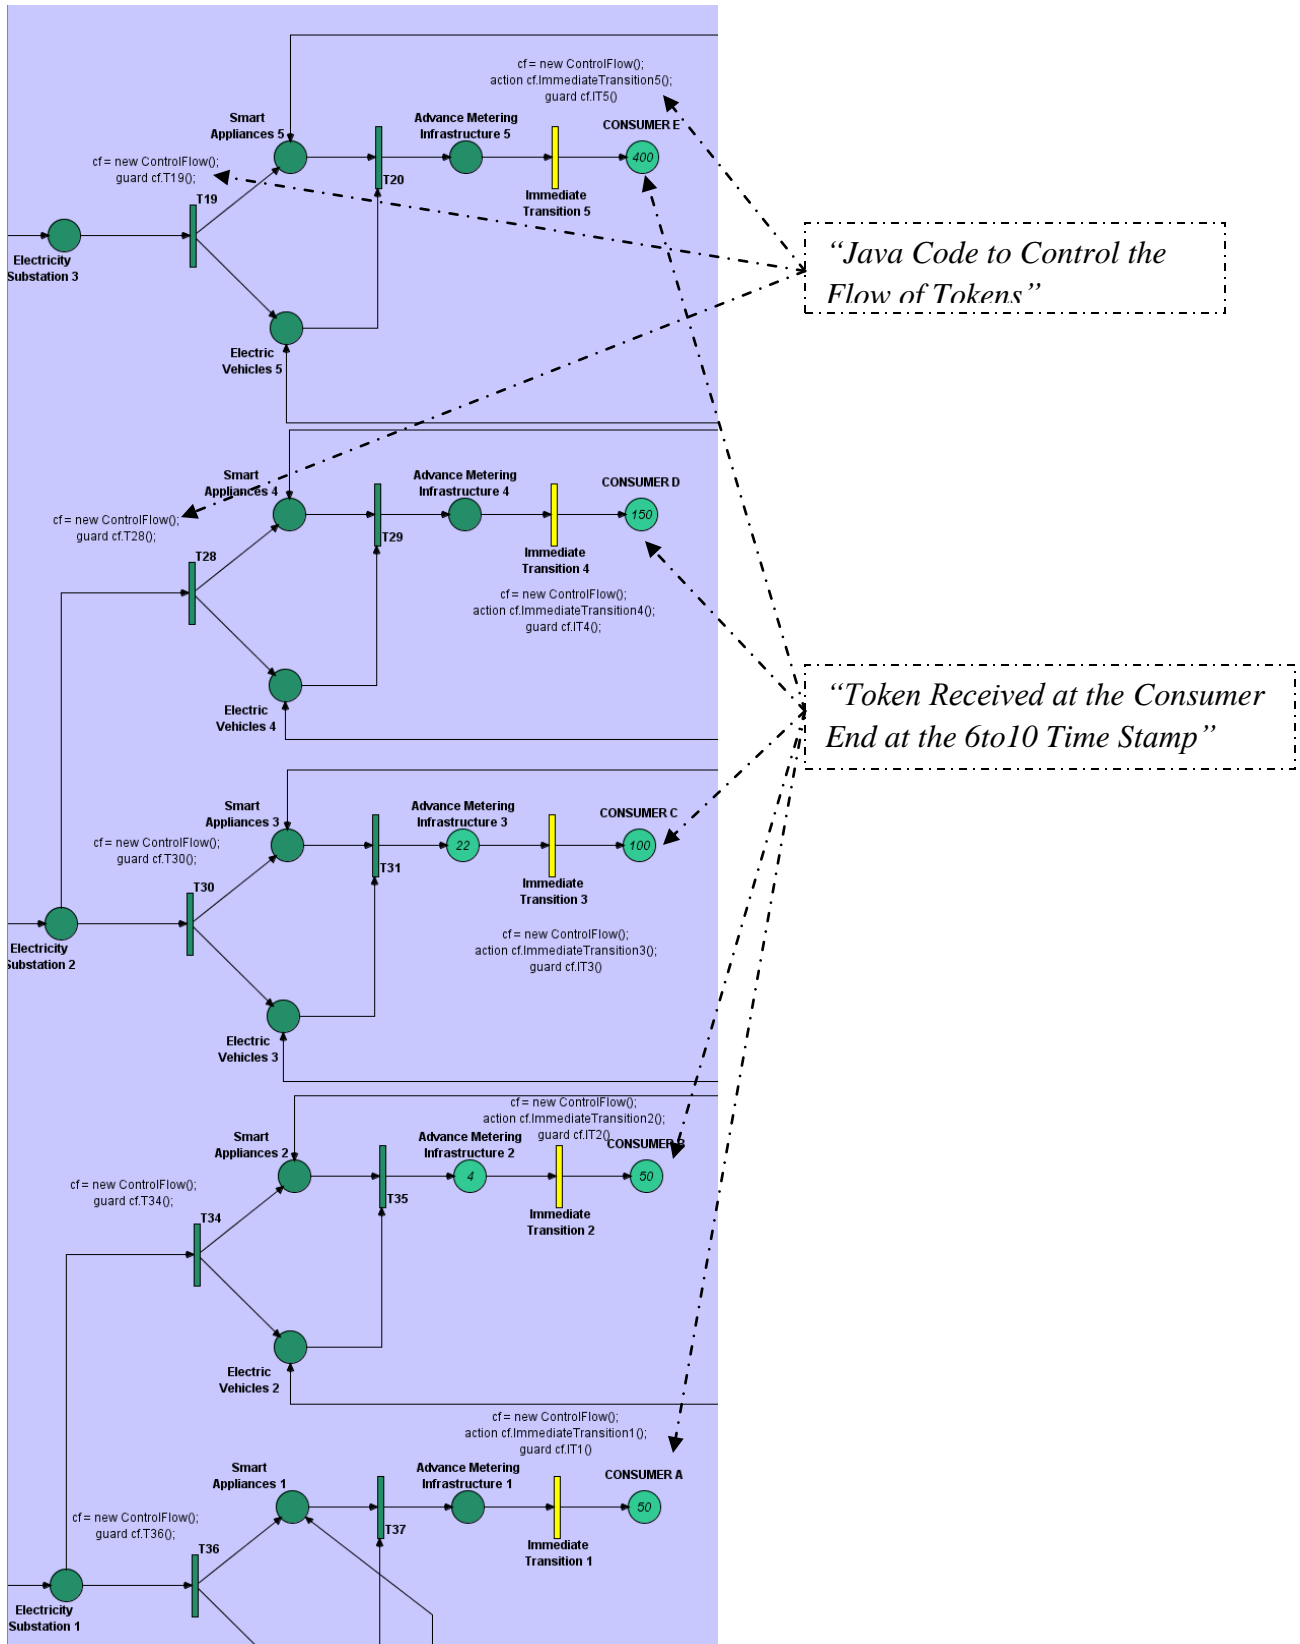 cf = new ControlFlow();
action cf.ImmediateTransition5();
guard cf.IT5()
Smart
Appliances 5
Advance Metering
Infrastructure 5
CONSUMER E
400
cf = new ControlFlow();
guard cf.T19();
T19
T20
Immediate
Transition 5
Electricity
Substation 3
Electric
Vehicles 5
“Java Code to Control the
Flow of Tokens”
Smart
Appliances 4
Advance Metering
Infrastructure 4
CONSUMER D
150
cf = new ControlFlow();
guard cf.T28();
T28
T29
Immediate
Transition 4
cf = new ControlFlow();
action cf.ImmediateTransition4();
guard cf.IT4();
Electric
Vehicles 4
“Token Received at the Consumer
End at the 6to10 Time Stamp”
Smart
Appliances 3
Advance Metering
Infrastructure 3
CONSUMER C
22
100
cf = new ControlFlow();
guard cf.T30();
T30
T31
Immediate
Transition 3
cf = new ControlFlow();
action cf.ImmediateTransition3();
guard cf.IT3()
Electricity
Substation 2
Electric
Vehicles 3
cf = new ControlFlow();
action cf.ImmediateTransition2();
guard cf.IT2()
Smart
Appliances 2
Advance Metering
Infrastructure 2
CONSUMER B
4
50
cf = new ControlFlow();
guard cf.T34();
T34
T35
Immediate
Transition 2
Electric
Vehicles 2
cf = new ControlFlow();
action cf.ImmediateTransition1();
guard cf.IT1()
Smart
Appliances 1
Advance Metering
Infrastructure 1
CONSUMER A
50
cf = new ControlFlow();
guard cf.T36();
T36
T37
Immediate
Transition 1
Electricity
Substation 1